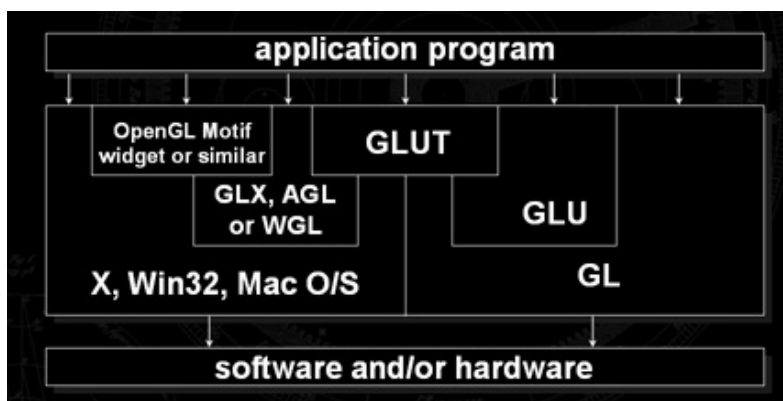 application program
OpenGL Motif
widget or similar
GLUT
GLX, AGL
or WGL
GLU
X, Win32, Mac O/S
GL
software and/or hardware